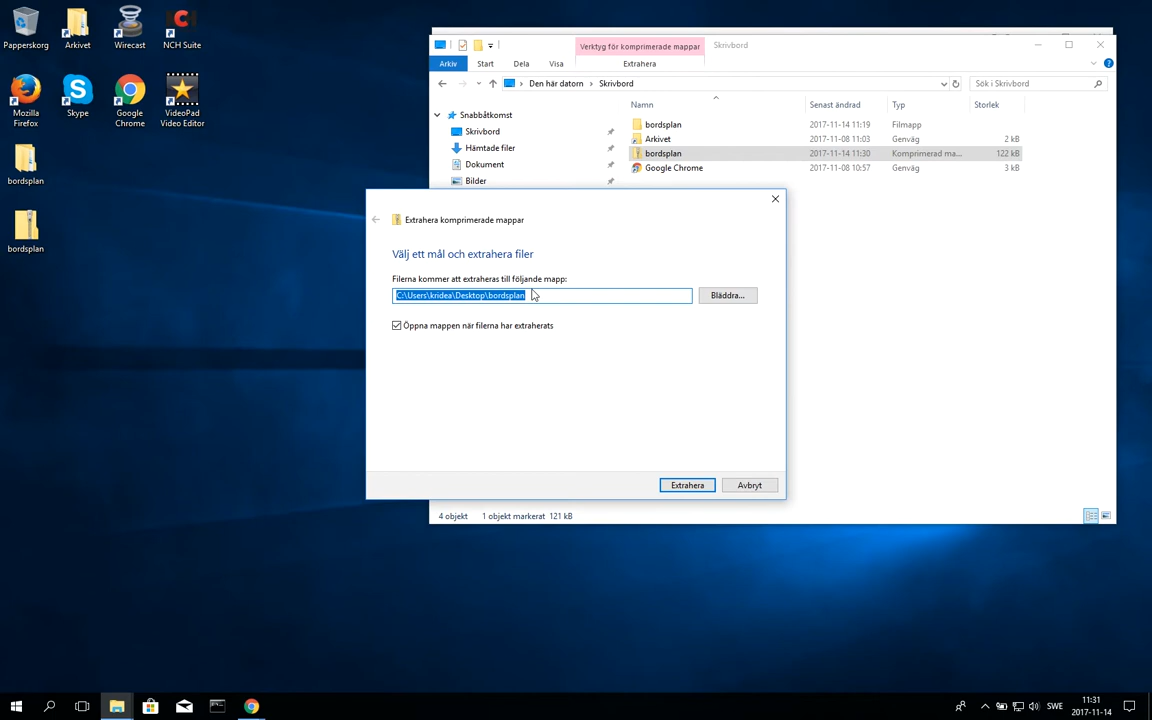 Papperskorg
Arkivet
Wirecast
NCH Suite
Mozilla
Firefox
Skype
Google
Chrome
VideoPad
Video Editor
bordsplan
bordsplan
Verktyg för komprimerade mappar
Skrivbord
Arkiv
Start
Dela
Visa
Extrahera
Den här datorn
Skrivbord
Sök i Skrivbord
Namn
Senast ändrad
Typ
Storlek
Snabbåtkomst
Skrivbord
Hämtade filer
Dokument
Bilder
bordsplan 2017-11-14 11:19 Filmapp
Arkivet 2017-11-08 11:03 Genväg 2 kB
bordsplan 2017-11-14 11:30 Komprimerad ma... 122 kB
Google Chrome 2017-11-08 10:57 Genväg 3 kB
Extrahera komprimerade mappar
Välj ett mål och extrahera filer
Filerna kommer att extraheras till följande mapp:
C:\Users\kridea\Desktop\bordsplan
Bläddra...
Öppna mappen när filerna har extraherats
Extrahera
Avbryt
4 objekt
1 objekt markerat 121 kB
SWE
11:31
2017-11-14